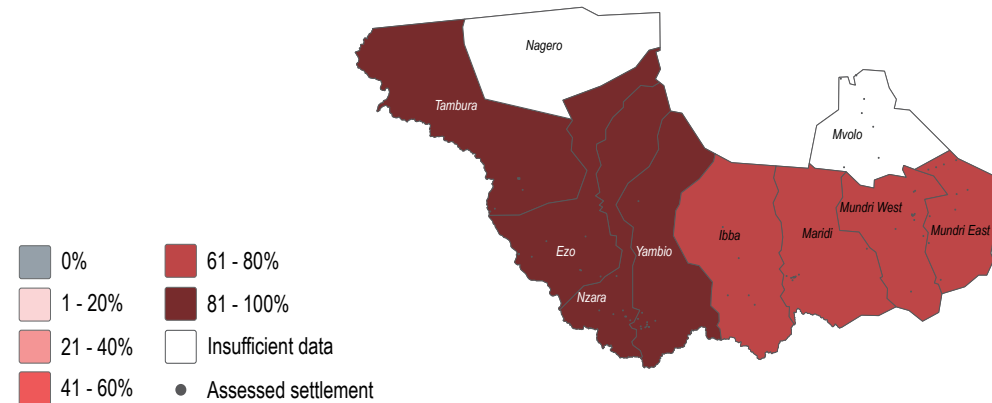 Nagero
Tambura
Mvolo
Mundri West
Ibba
Maridi
Mundri East
Ezo
Yambio
Nzara
0%
61 - 80%
1 - 20%
81 - 100%
21 - 40%
Insufficient data
41 - 60%
Assessed settlement